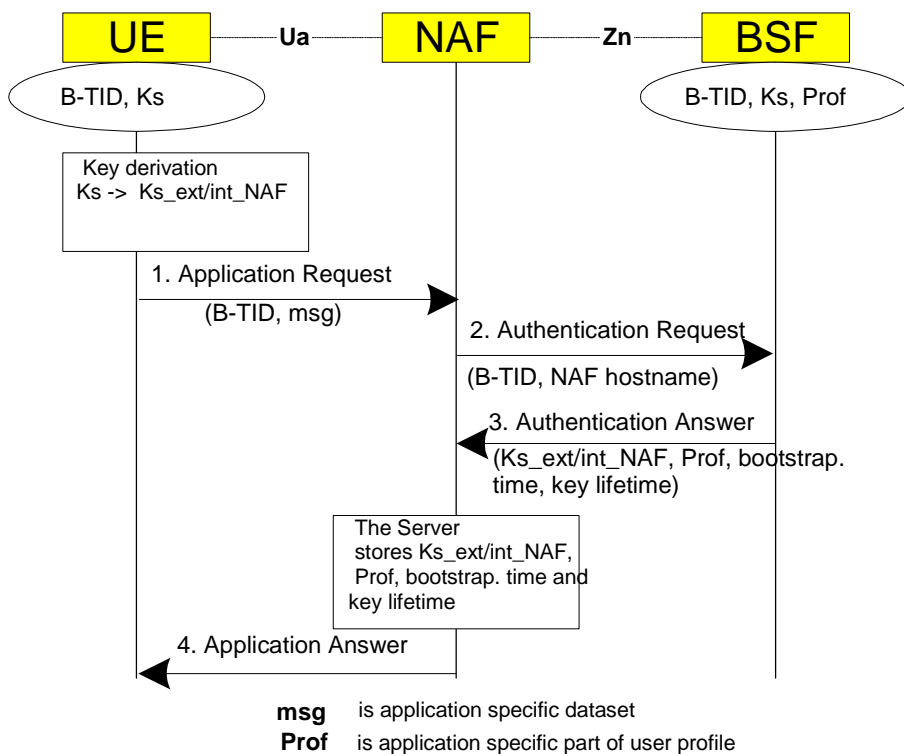 UE
Ua
NAF
Zn
BSF
B-TID, Ks
B-TID, Ks, Prof
Key derivation
Ks -> Ks_ext/int_NAF
1. Application Request
(B-TID, msg)
2. Authentication Request
(B-TID, NAF hostname)
3. Authentication Answer
(Ks_ext/int_NAF, Prof, bootstrap.
time, key lifetime)
The Server
stores Ks_ext/int_NAF,
Prof, bootstrap. time and
key lifetime
4. Application Answer
msg is application specific dataset
Prof is application specific part of user profile